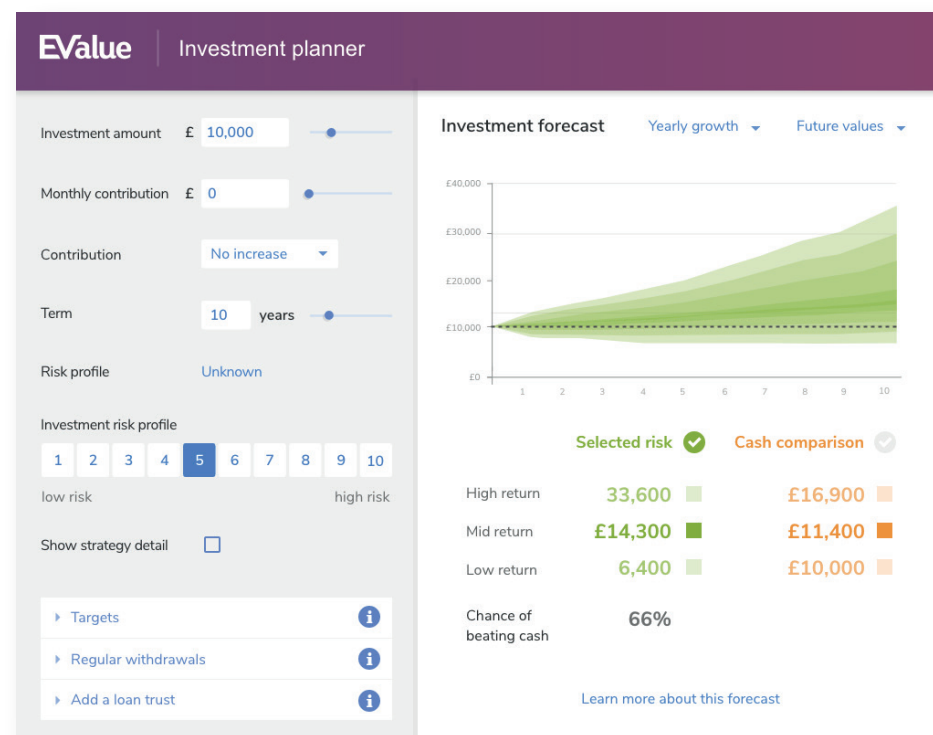 EValue Investment planner
Investment amount £ 10,000
Monthly contribution £ 0
Contribution No increase
Term 10 years
Risk profile Unknown
Investment risk profile
1 2 3 4 5 6 7 8 9 10
low risk high risk
Show strategy detail
Targets
Regular withdrawals
Add a loan trust
Investment forecast Yearly growth Future values
£40,000
£30,000
£20,000
£10,000
£0
1 2 3 4 5 6 7 8 9 10
Selected risk Cash comparison
High return 33,600 £16,900
Mid return £14,300 £11,400
Low return 6,400 £10,000
Chance of
beating cash 66%
Learn more about this forecast